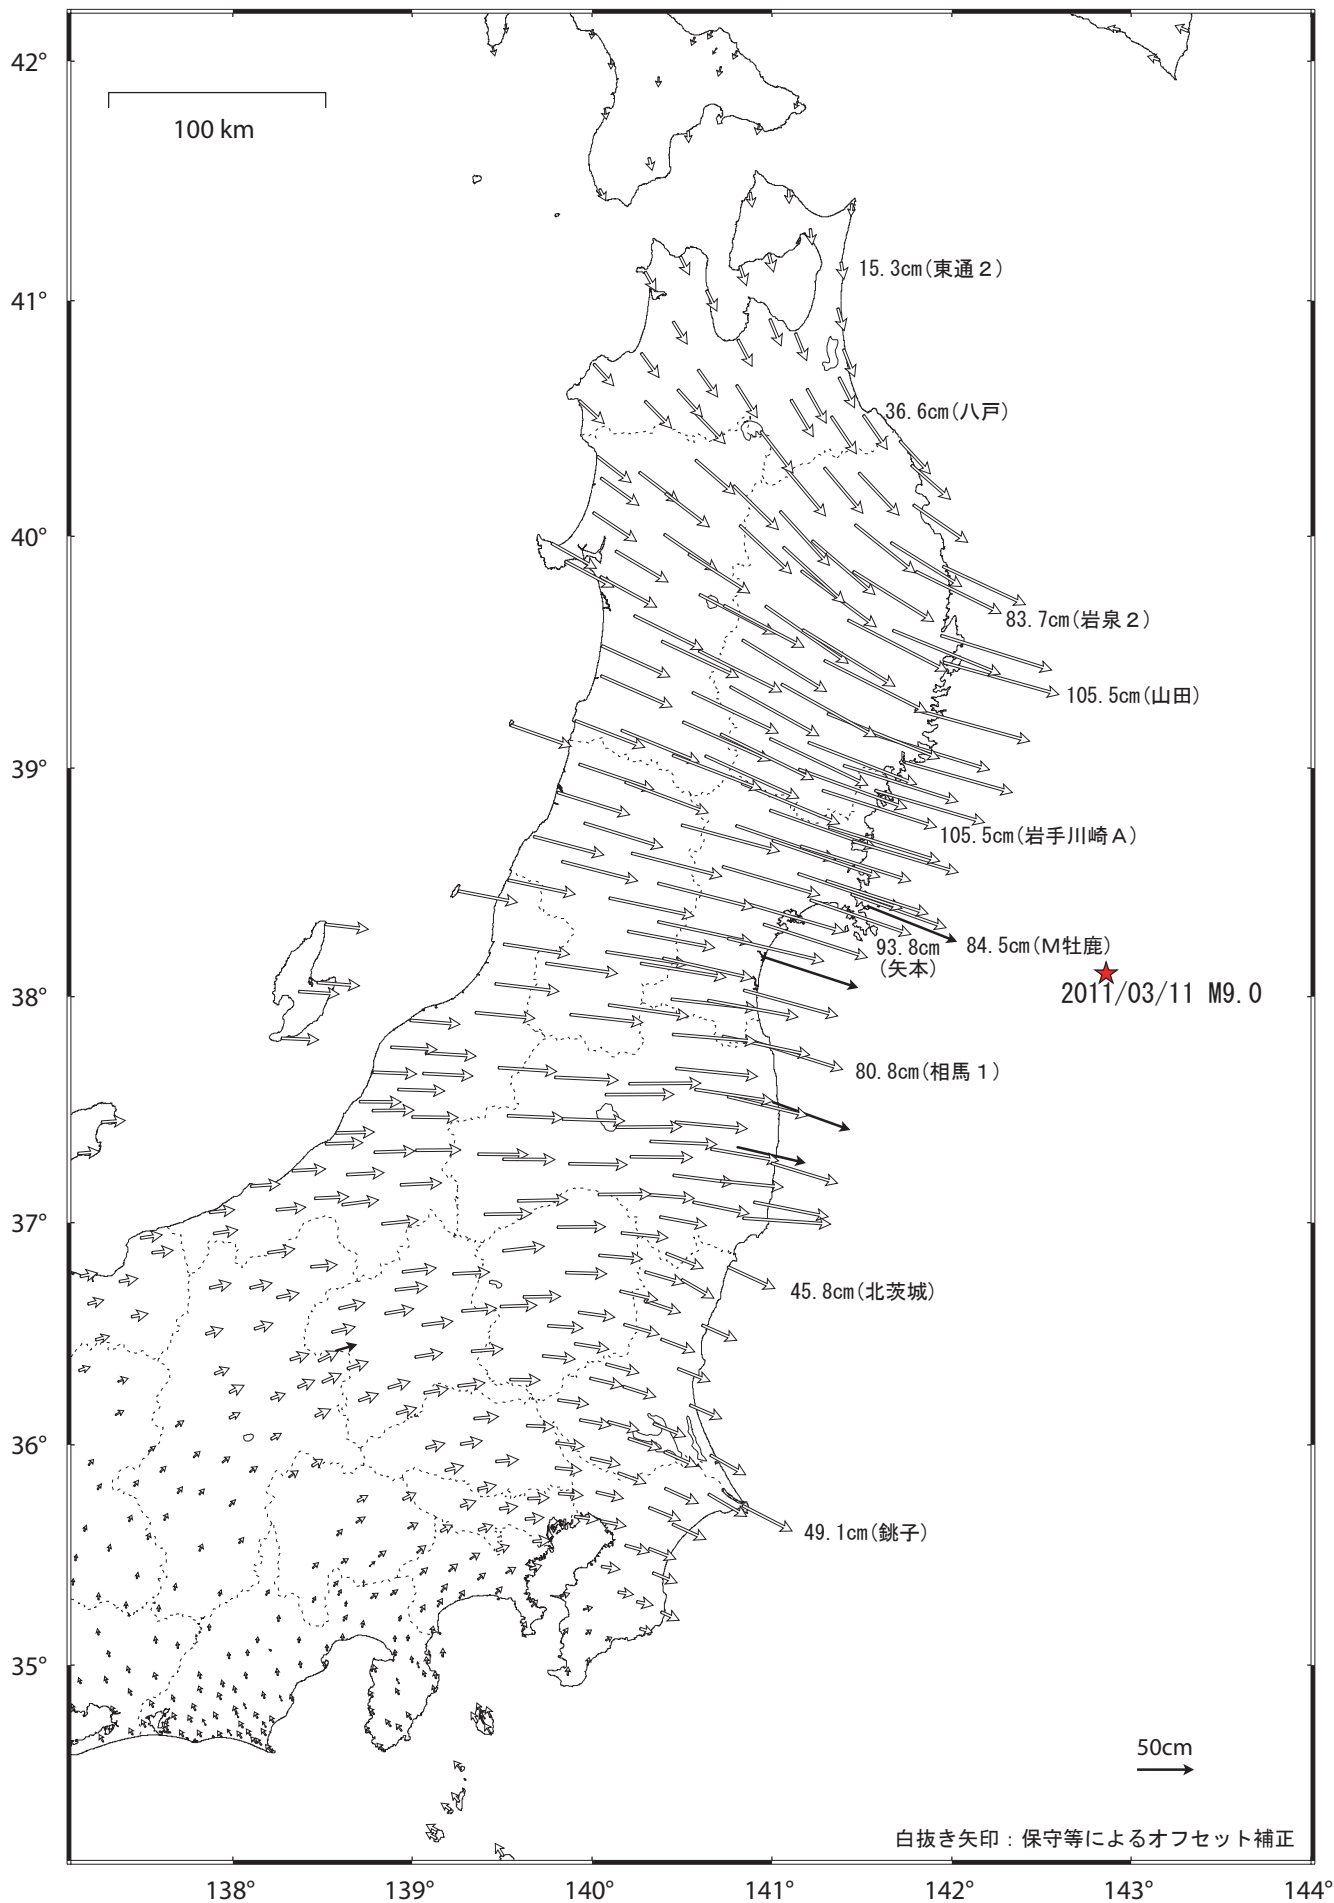 42°
100 km
15.3cm(東通２)
41°
36.6cm(八戸)
40°
83.7cm(岩泉２)
105.5cm(山田)
39°
105.5cm(岩手川崎Ａ)
93.8cm
(矢本)
84.5cm(M牡鹿)
38°
2011/03/11 M9.0
80.8cm(相馬１)
37°
45.8cm(北茨城)
36°
49.1cm(銚子)
35°
50cm
白抜き矢印：保守等によるオフセット補正
138°
139°
140°
141°
142°
143°
144°